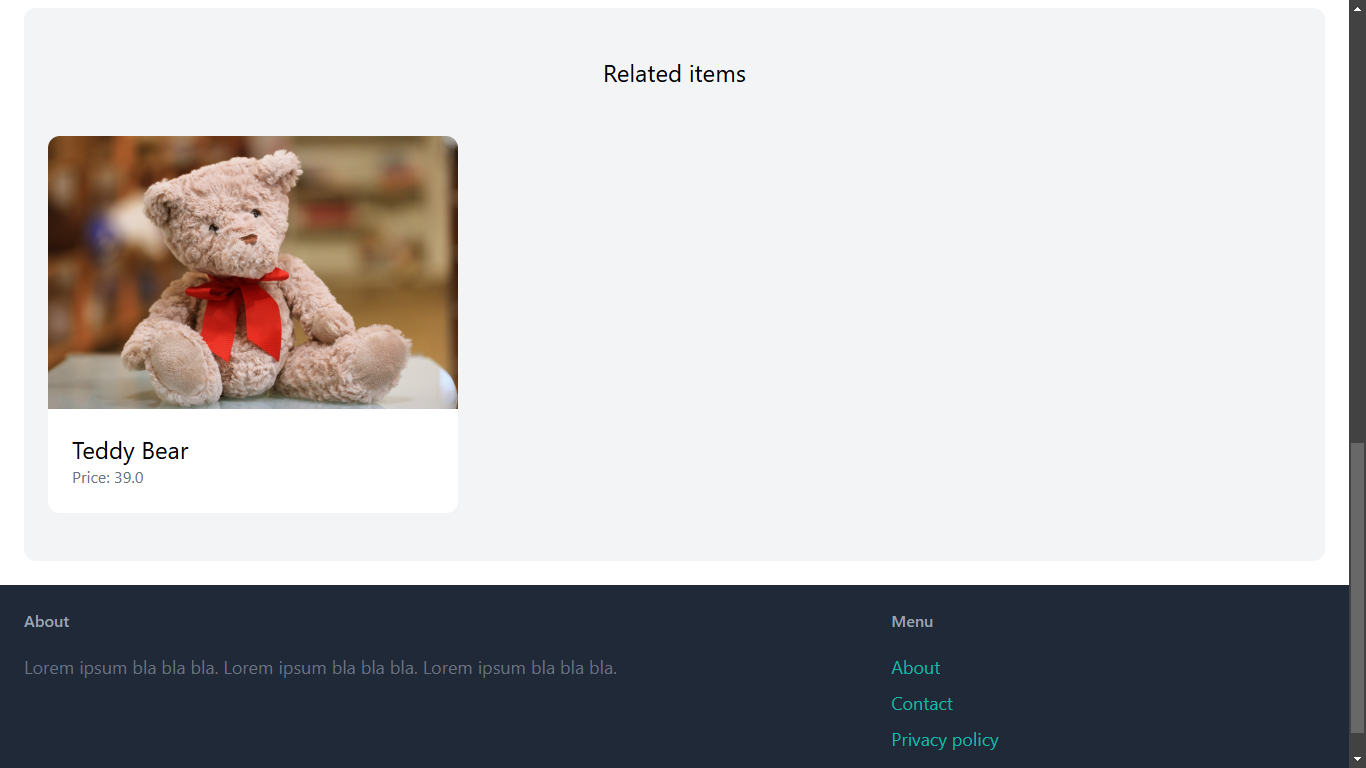 Related items
Teddy Bear
Price: 39.0
About
Lorem ipsum bla bla bla. Lorem ipsum bla bla bla. Lorem ipsum bla bla bla.
Menu
About
Contact
Privacy policy